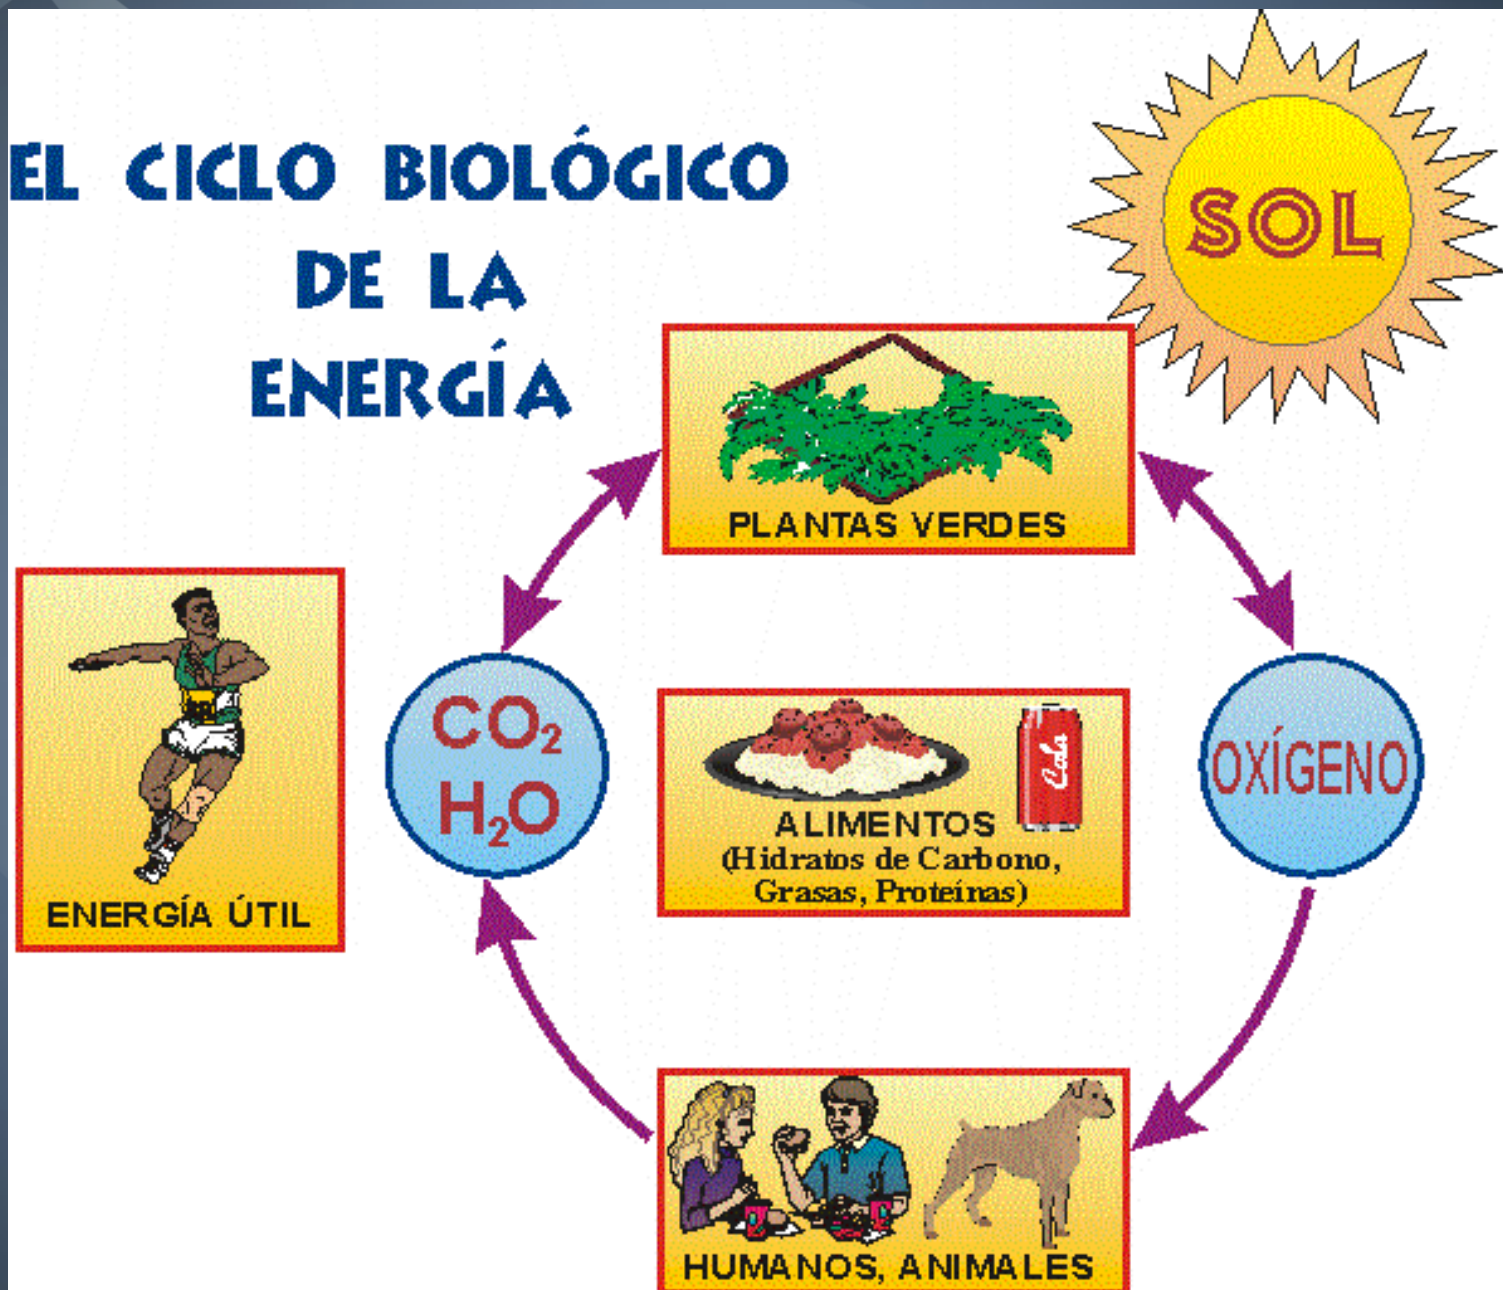 EL CICLO BIOLÓGICO
DE LA
ENERGÍA
SOL
PLANTAS VERDES
ENERGÍA ÚTIL
CO₂
H₂O
Cola
ALIMENTOS
(Hidratos de Carbono,
Grasas, Proteínas)
OXÍGENO
HUMANOS, ANIMALES